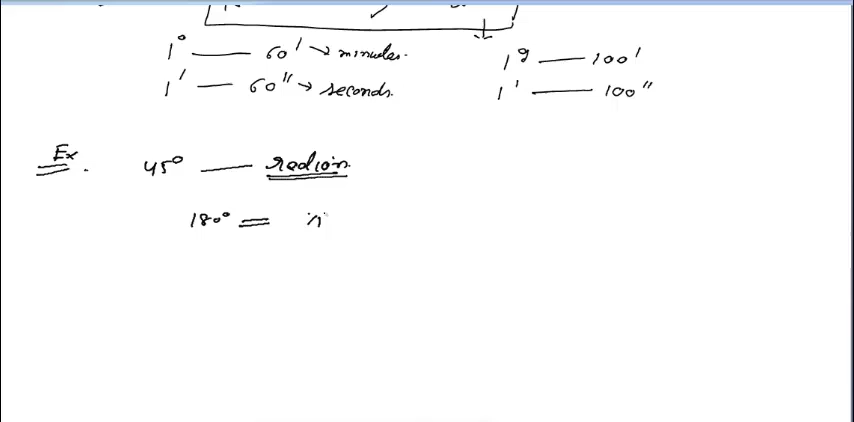 1° — 60' → minutes.
1' — 60'' → seconds.
1g — 100'
1' — 100''
Ex. 45° — radian
180° =